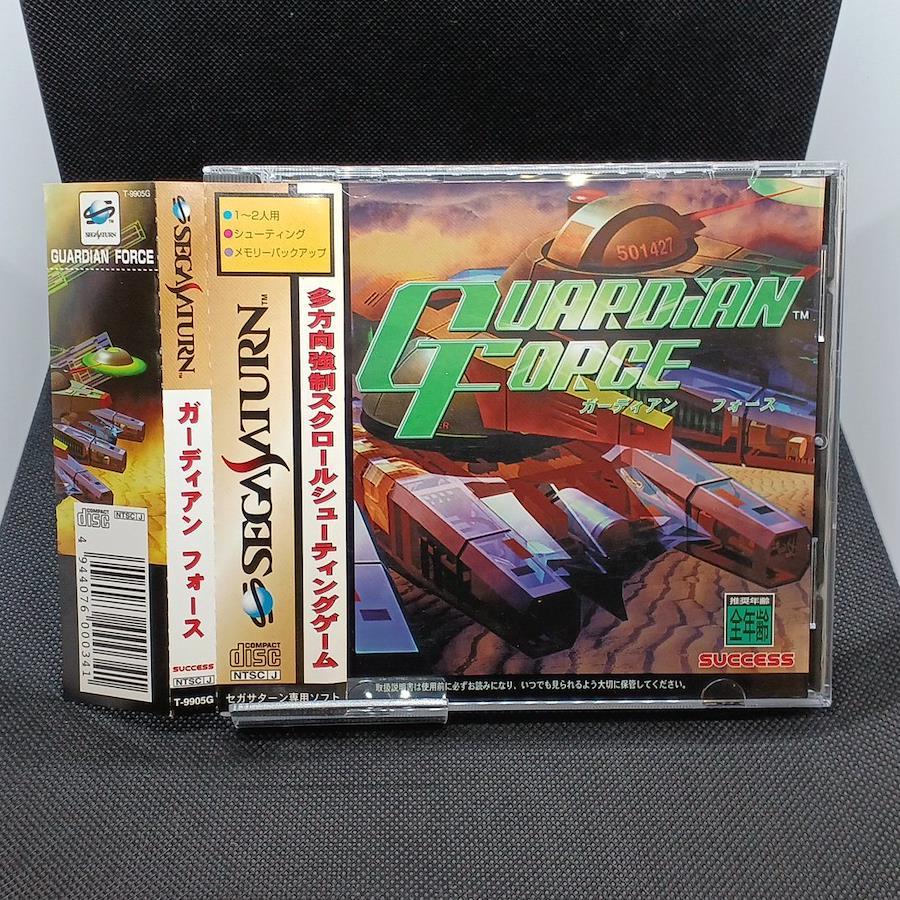 T-9905G
SEGA SATURN
TM
GUARDIAN FORCE
COMPACT
disc
NTSC J
4 944076 000341
SEGA SATURN
TM
ガーディアン フォース
SUCCESS
NTSC J
T-9905G
1〜2人用
シューティング
メモリーバックアップ
SEGA SATURN
TM
COMPACT
disc
NTSC J
セガサターン専用ソフト
多方向強制スクロールシューティングゲーム
501427
GUARDIAN
FORCE
TM
ガーディアン フォース
推奨年齢
全年齢
SUCCESS
取扱説明書は使用前に必ずお読みになり、いつでも見られるよう大切に保管してください。